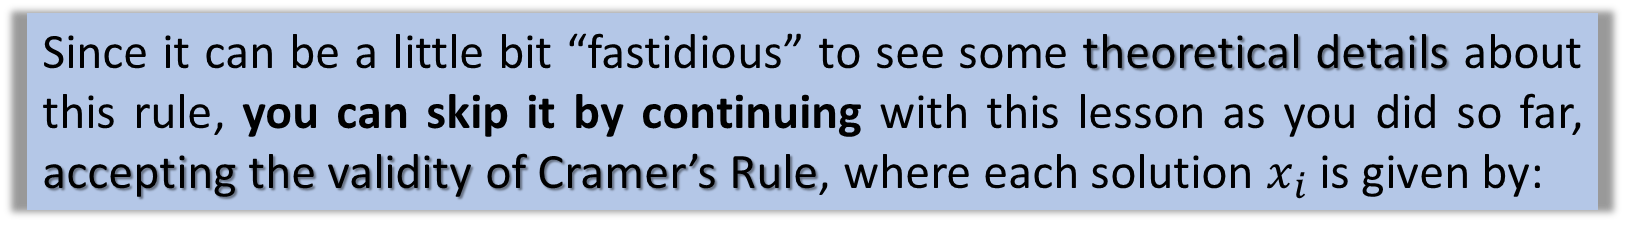 Since it can be a little bit “fastidious” to see some theoretical details about
this rule, you can skip it by continuing with this lesson as you did so far,
accepting the validity of Cramer’s Rule, where each solution 𝑥𝑖 is given by: